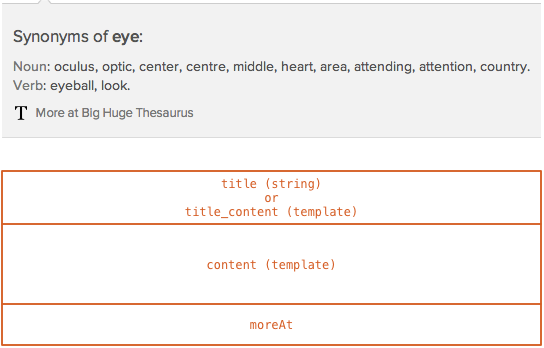 Synonyms of eye:
Noun: oculus, optic, center, centre, middle, heart, area, attending, attention, country.
Verb: eyeball, look.
T More at Big Huge Thesaurus
title (string)
or
title_content (template)
content (template)
moreAt